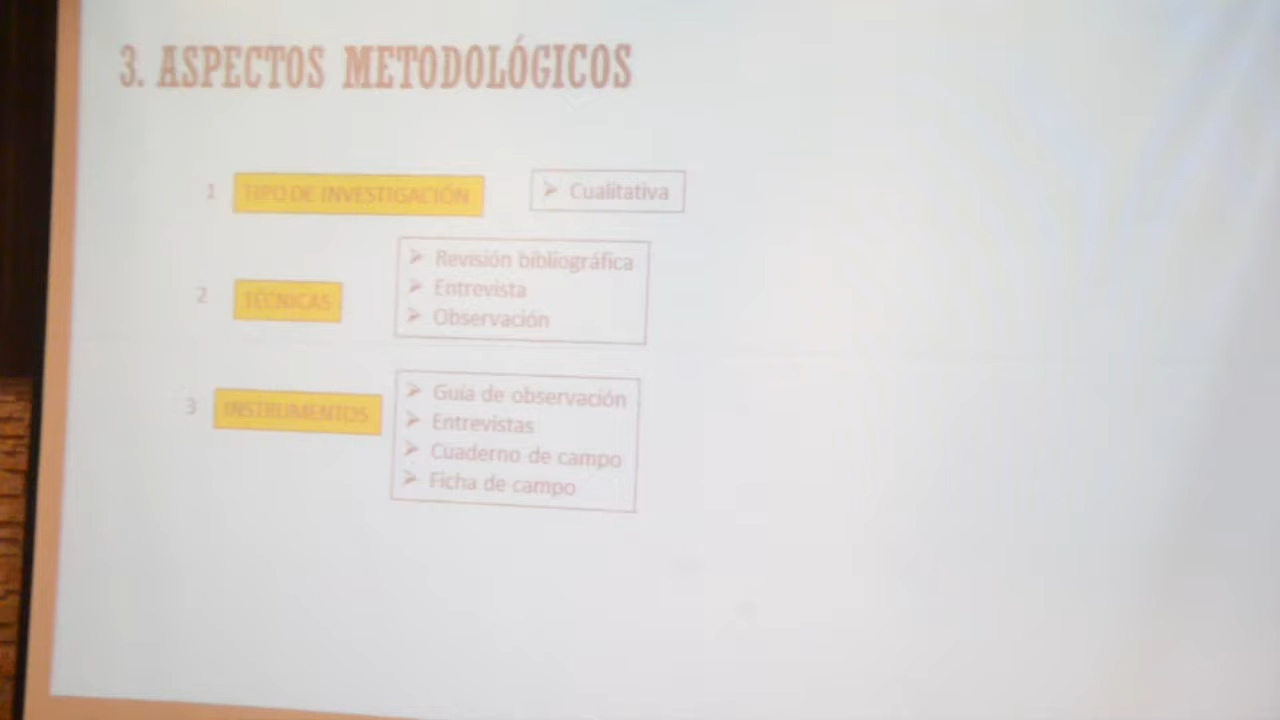 3. ASPECTOS METODOLÓGICOS
1 TIPO DE INVESTIGACIÓN
➢ Cualitativa
2 TÉCNICAS
➢ Revisión bibliográfica
➢ Entrevista
➢ Observación
3 INSTRUMENTOS
➢ Guía de observación
➢ Entrevistas
➢ Cuaderno de campo
➢ Ficha de campo